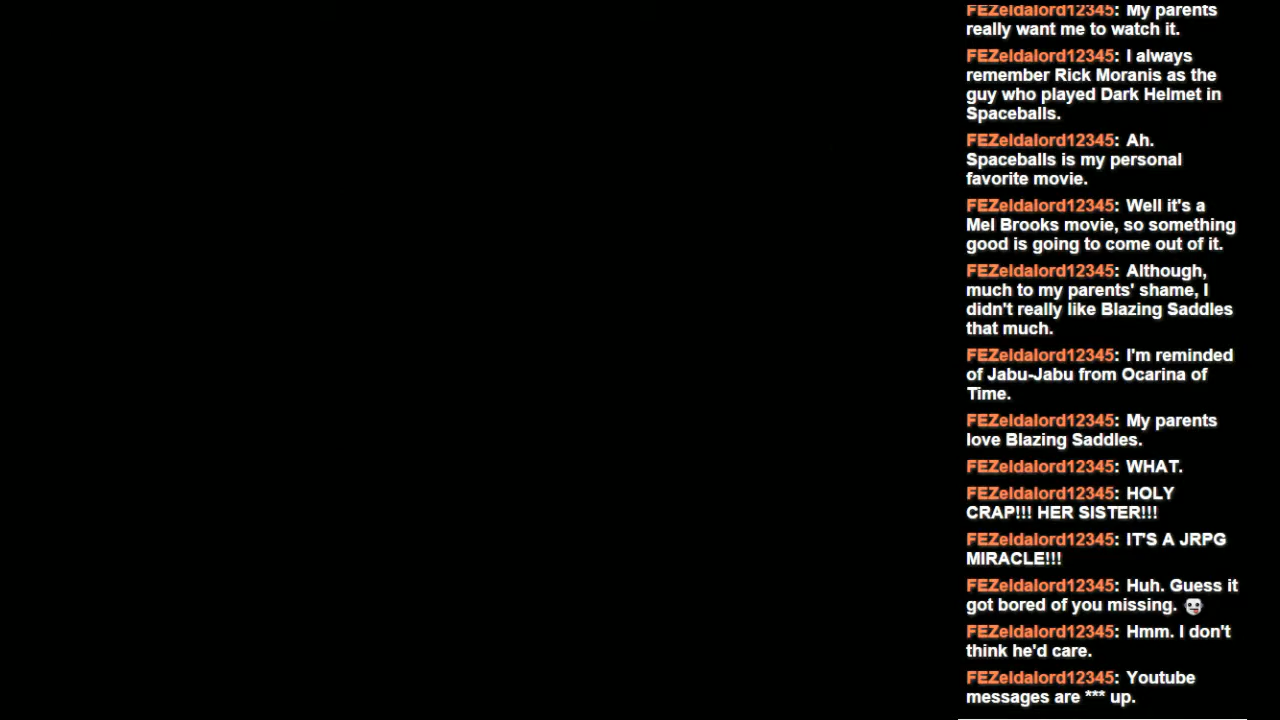 FEZeldalord12345: My parents
really want me to watch it.
FEZeldalord12345: I always
remember Rick Moranis as the
guy who played Dark Helmet in
Spaceballs.
FEZeldalord12345: Ah.
Spaceballs is my personal
favorite movie.
FEZeldalord12345: Well it's a
Mel Brooks movie, so something
good is going to come out of it.
FEZeldalord12345: Although,
much to my parents' shame, I
didn't really like Blazing Saddles
that much.
FEZeldalord12345: I'm reminded
of Jabu-Jabu from Ocarina of
Time.
FEZeldalord12345: My parents
love Blazing Saddles.
FEZeldalord12345: WHAT.
FEZeldalord12345: HOLY
CRAP!!! HER SISTER!!!
FEZeldalord12345: IT'S A JRPG
MIRACLE!!!
FEZeldalord12345: Huh. Guess it
got bored of you missing.
FEZeldalord12345: Hmm. I don't
think he'd care.
FEZeldalord12345: Youtube
messages are *** up.